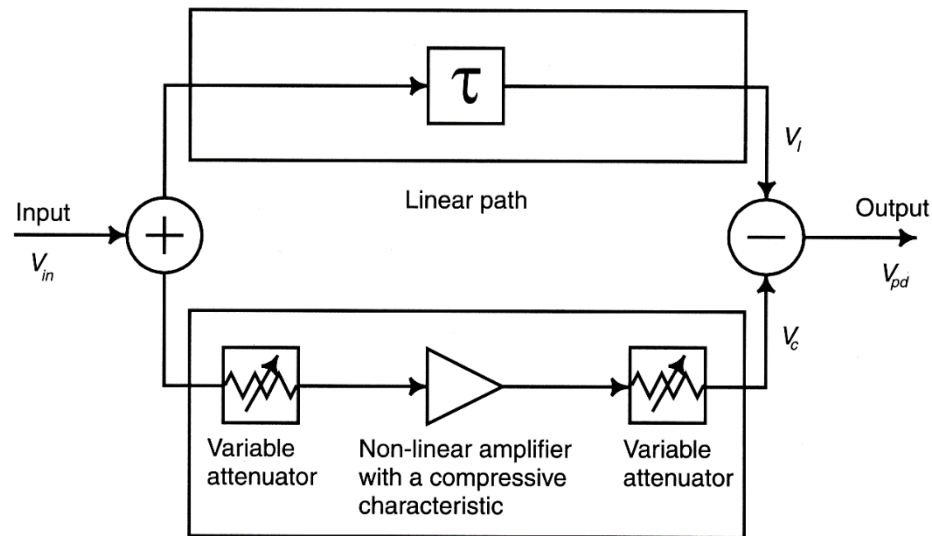 τ
V_l
Linear path
Input
Output
+
−
V_in
V_pd
V_c
Variable
attenuator
Non-linear amplifier
with a compressive
characteristic
Variable
attenuator